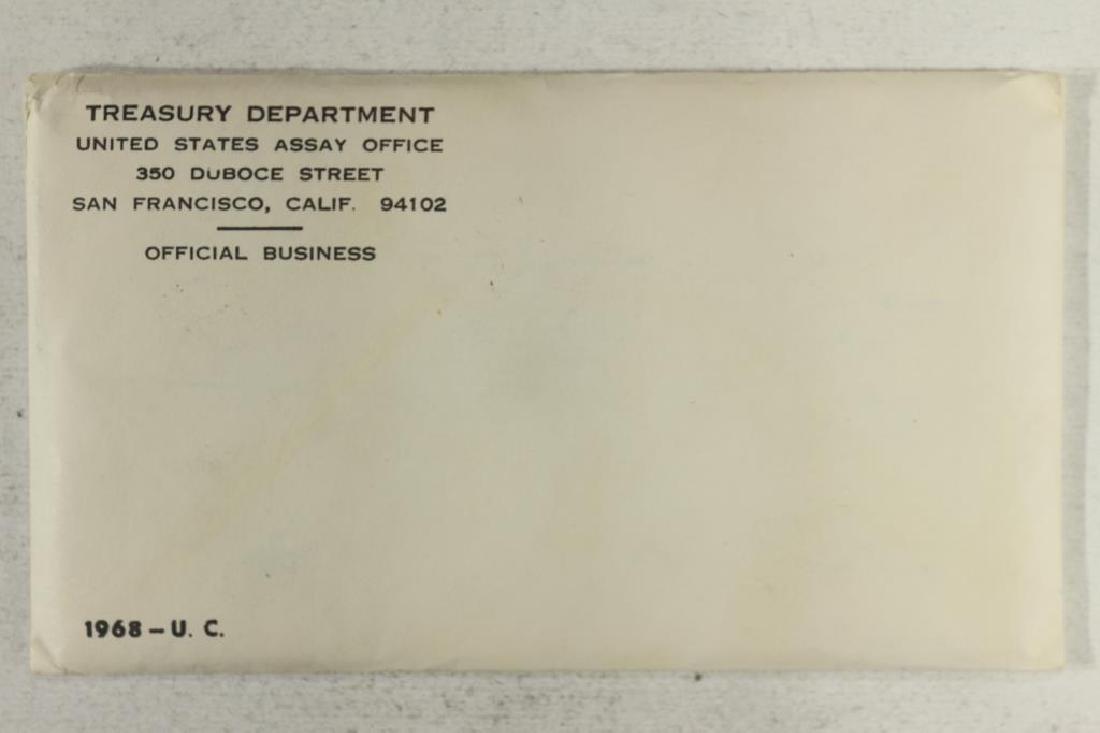 TREASURY DEPARTMENT
UNITED STATES ASSAY OFFICE
350 DUBOCE STREET
SAN FRANCISCO, CALIF. 94102
OFFICIAL BUSINESS
1968 – U. C.